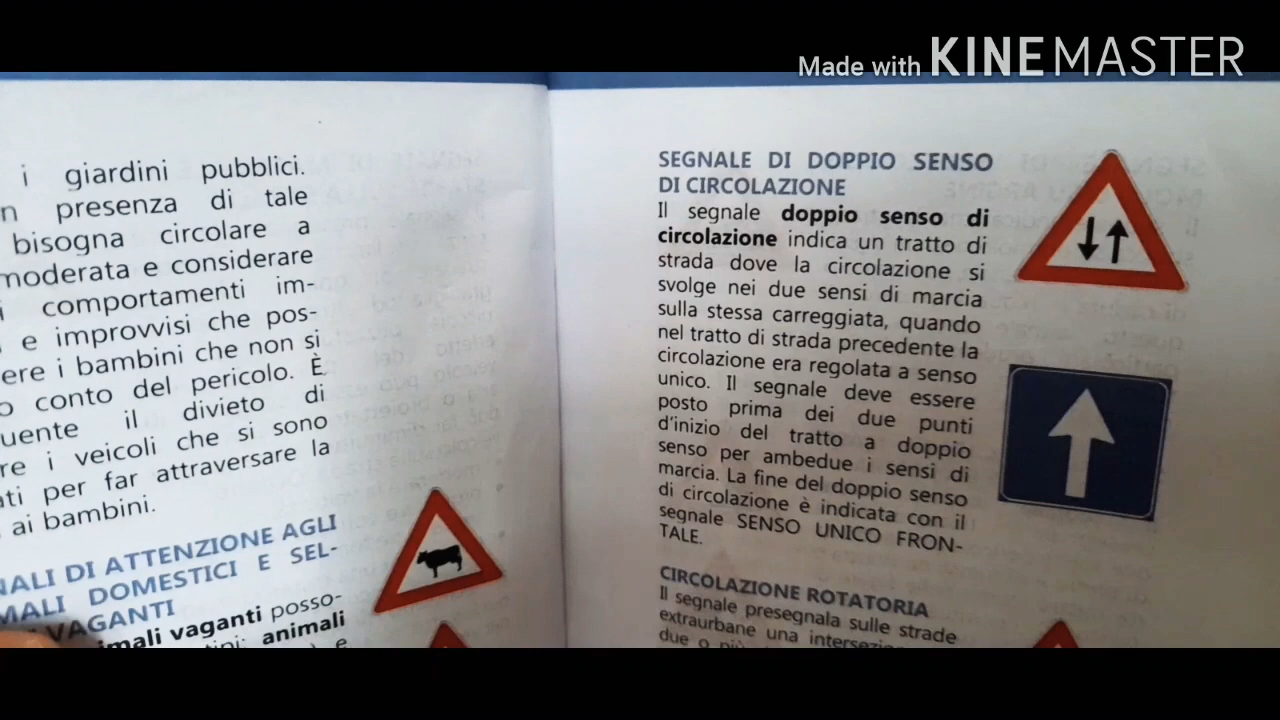 Made with KINEMASTER
i giardini pubblici.
presenza di tale
bisogna circolare a
moderata e considerare
comportamenti im-
e improvvisi che pos-
ere i bambini che non si
conto del pericolo. È
uente il divieto di
re i veicoli che si sono
ati per far attraversare la
ai bambini.
NALI DI ATTENZIONE AGLI
MALI DOMESTICI E SEL-
VAGANTI
imali vaganti posso-
animali
SEGNALE DI DOPPIO SENSO
DI CIRCOLAZIONE
Il segnale doppio senso di
circolazione indica un tratto di
strada dove la circolazione si
svolge nei due sensi di marcia
sulla stessa carreggiata, quando
nel tratto di strada precedente la
circolazione era regolata a senso
unico. Il segnale deve essere
posto prima dei due punti
d'inizio del tratto a doppio
senso per ambedue i sensi di
marcia. La fine del doppio senso
di circolazione è indicata con il
segnale SENSO UNICO FRON-
TALE.
CIRCOLAZIONE ROTATORIA
Il segnale presegnala sulle strade
extraurbane una intersezio
due o